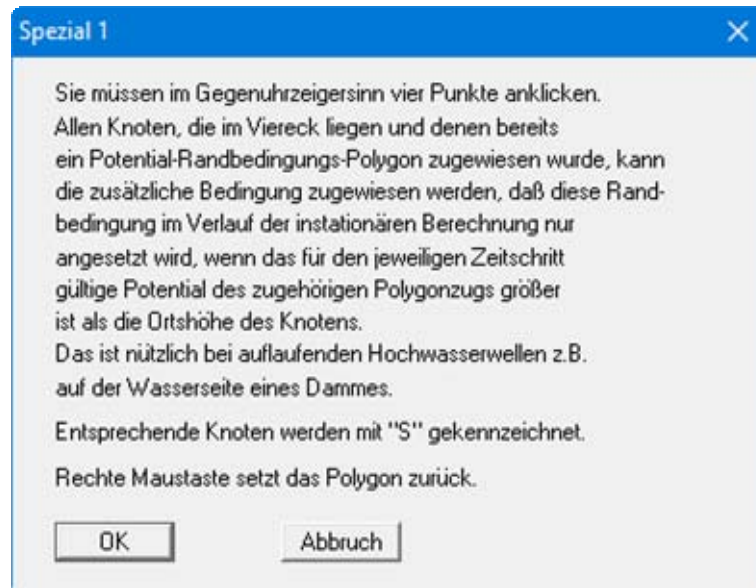 Spezial 1
Sie müssen im Gegenuhrzeigersinn vier Punkte anklicken.
Allen Knoten, die im Viereck liegen und denen bereits
ein Potential-Randbedingungs-Polygon zugewiesen wurde, kann
die zusätzliche Bedingung zugewiesen werden, daß diese Rand-
bedingung im Verlauf der instationären Berechnung nur
angesetzt wird, wenn das für den jeweiligen Zeitschritt
gültige Potential des zugehörigen Polygonzugs größer
ist als die Ortshöhe des Knotens.
Das ist nützlich bei auflaufenden Hochwasserwellen z.B.
auf der Wasserseite eines Dammes.
Entsprechende Knoten werden mit "S" gekennzeichnet.
Rechte Maustaste setzt das Polygon zurück.
OK Abbruch